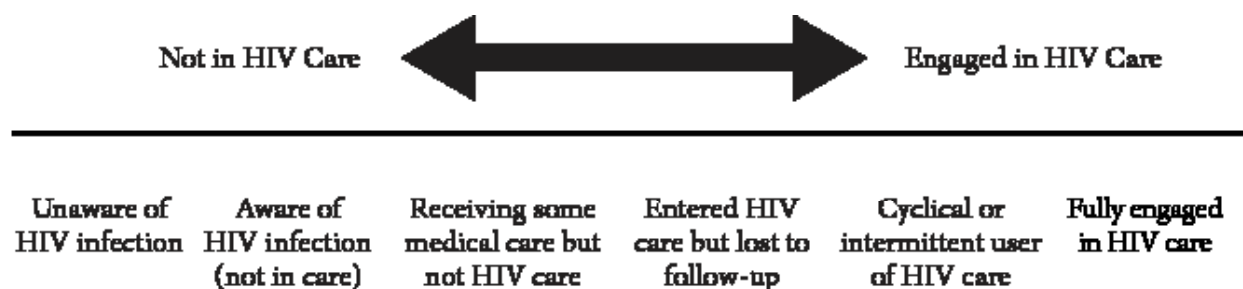 Not in HIV Care
Engaged in HIV Care
Unaware of
HIV infection
Aware of
HIV infection
(not in care)
Receiving some
medical care but
not HIV care
Entered HIV
care but lost to
follow-up
Cyclical or
intermittent user
of HIV care
Fully engaged
in HIV care